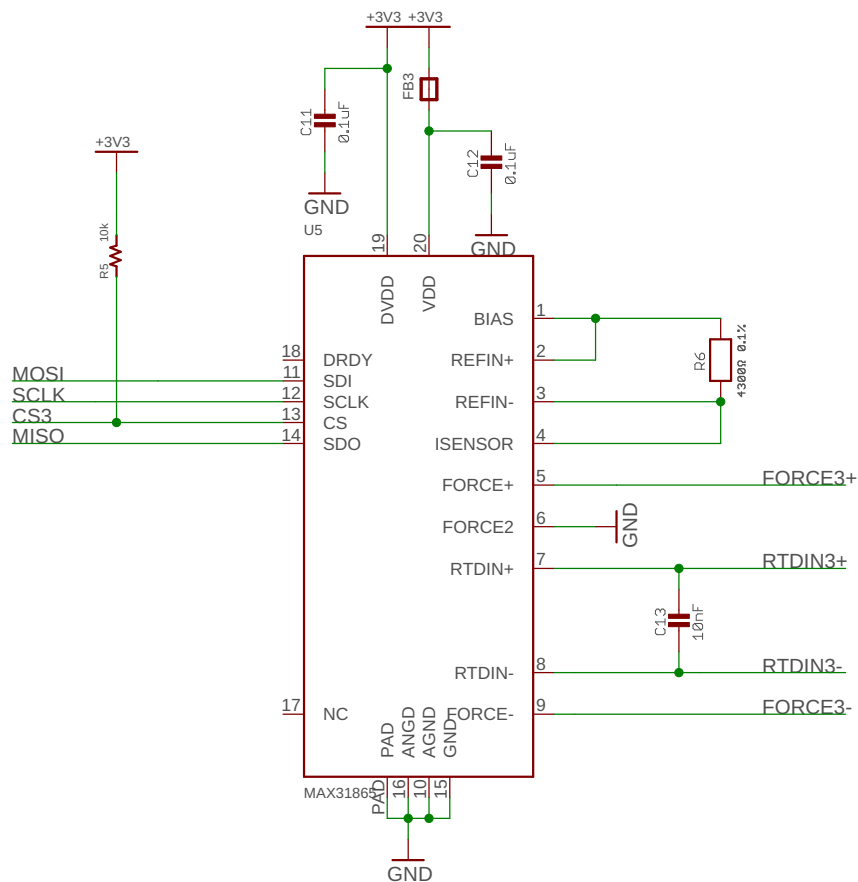 +3V3 +3V3
FB3
C11
0.1uF
+3V3
C12
0.1uF
GND
U5
10k
R5
19
20
GND
DVDD
VDD
BIAS 1
18 DRDY
REFIN+ 2
R6
4300Ω 0.1%
MOSI 11 SDI
SCLK 12 SCLK
REFIN- 3
CS3 13 CS
MISO 14 SDO
ISENSOR 4
FORCE+ 5 FORCE3+
FORCE2 6 GND
RTDIN+ 7 RTDIN3+
C13
10nF
RTDIN- 8 RTDIN3-
17 NC
FORCE- 9 FORCE3-
PAD
ANGD
AGND
GND
MAX31865
PAD
16
10
15
GND